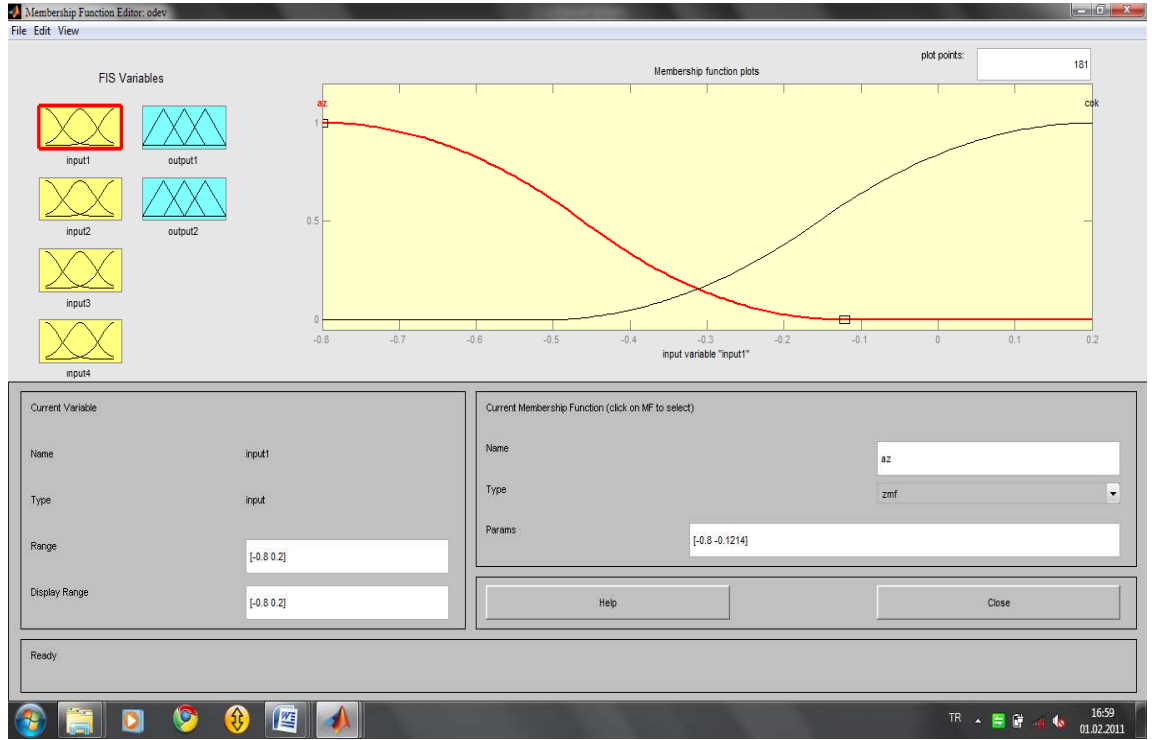 Membership Function Editor: odev
File Edit View
FIS Variables
input1
output1
input2
output2
input3
input4
plot points:
181
Membership function plots
az
cok
1
0.5
0
-0.8 -0.7 -0.6 -0.5 -0.4 -0.3 -0.2 -0.1 0 0.1 0.2
input variable "input1"
Current Variable
Name input1
Type input
Range [-0.8 0.2]
Display Range [-0.8 0.2]
Current Membership Function (click on MF to select)
Name az
Type zmf
Params [-0.8 -0.1214]
Help
Close
Ready
TR
16:59
01.02.2011